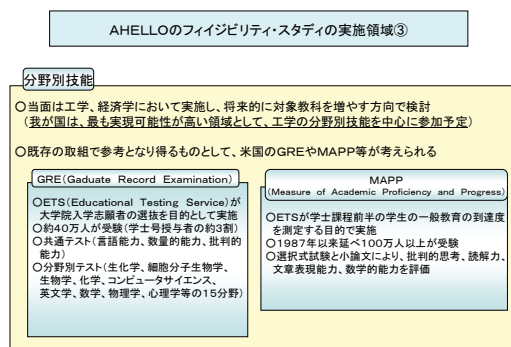 AHELLOのフィイジビリティ・スタディの実施領域③
分野別技能
○当面は工学、経済学において実施し、将来的に対象教科を増やす方向で検討
（我が国は、最も実現可能性が高い領域として、工学の分野別技能を中心に参加予定）
○既存の取組で参考となり得るものとして、米国のGREやMAPP等が考えられる
GRE（Gaduate Record Examination）
○ETS（Educational Testing Service）が
大学院入学志願者の選抜を目的として実施
○約40万人が受験（学士号授与者の約3割）
○共通テスト（言語能力、数量的能力、批判的
能力）
○分野別テスト（生化学、細胞分子生物学、
生物学、化学、コンピュータサイエンス、
英文学、数学、物理学、心理学等の15分野）
MAPP
（Measure of Academic Proficiency and Progress）
○ETSが学士課程前半の学生の一般教育の到達度
を測定する目的で実施
○1987年以来延べ100万人以上が受験
○選択式試験と小論文により、批判的思考、読解力、
文章表現能力、数学的能力を評価